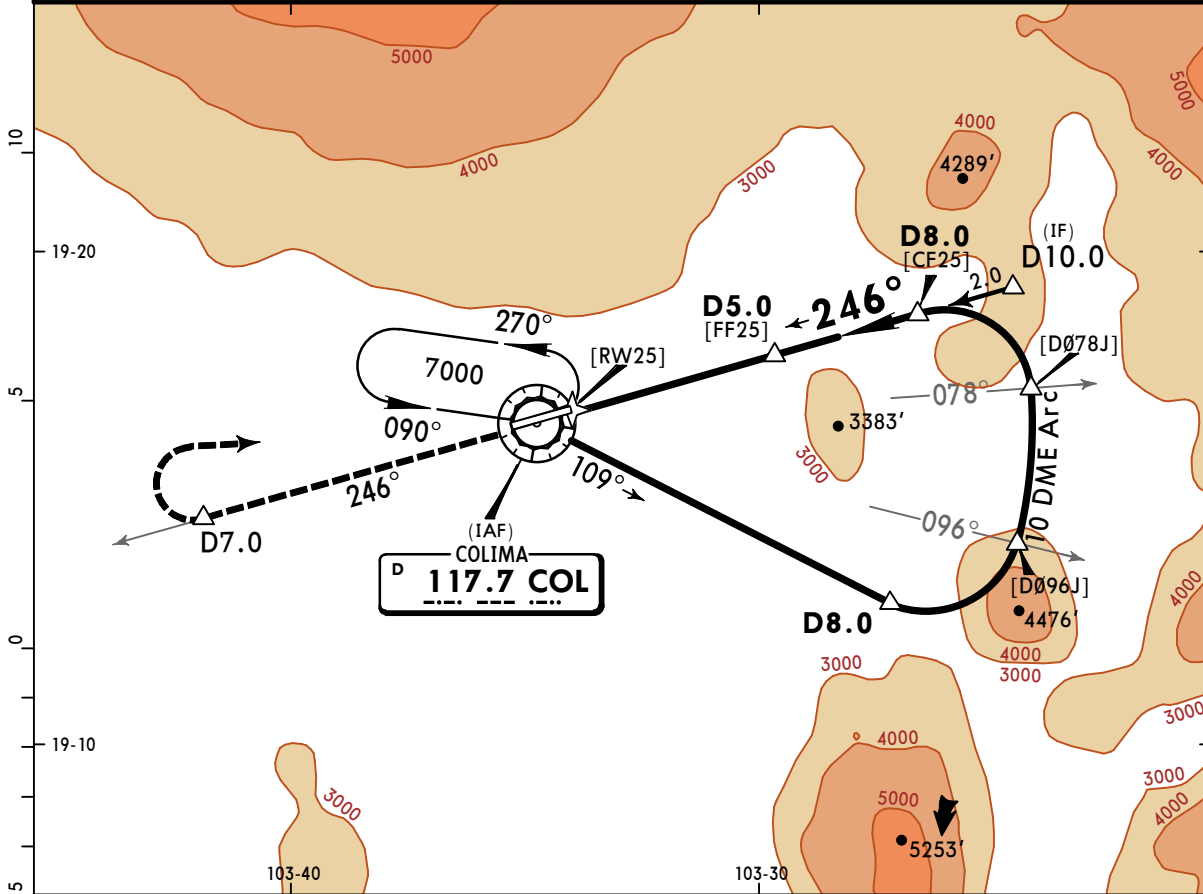 5000
5000
4000
4000
4000
3000
4289'
10
19-20
D8.0
[CF25]
(IF)
D10.0
2.0
246°
D5.0
[FF25]
270°
7000
[RW25]
[DØ78J]
5
078°
090°
3383'
3000
10 DME Arc
109°
246°
096°
D7.0
(IAF)
COLIMA
D 117.7 COL
[DØ96J]
4476'
4000
D8.0
0
4000
3000
3000
3000
19-10
4000
3000
3000
4000
5000
5253'
5
103-40
103-30